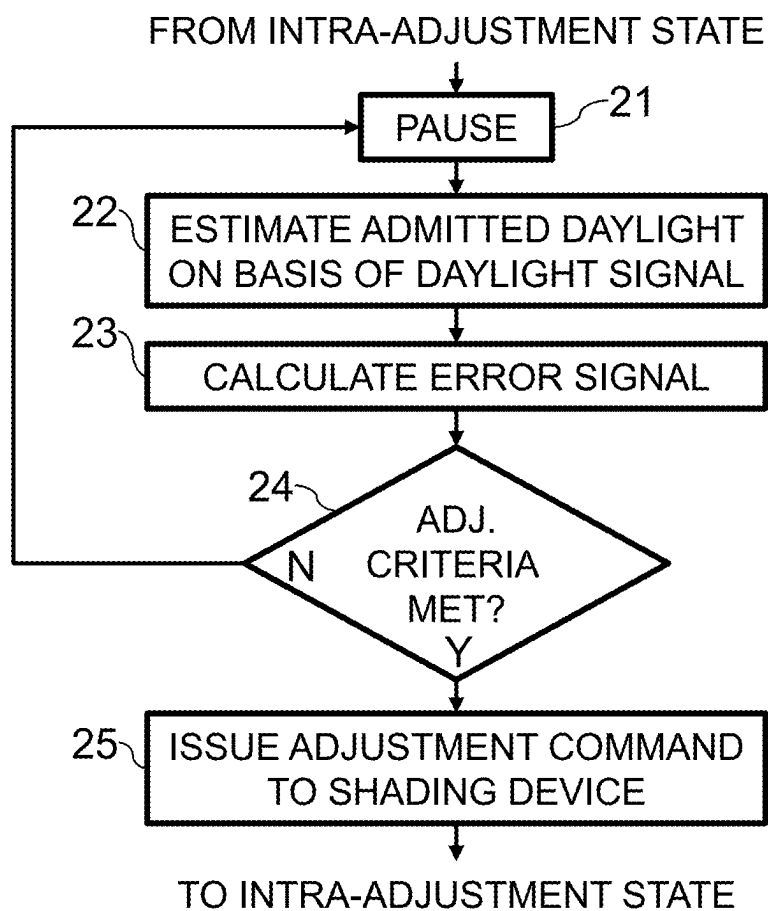 FROM INTRA-ADJUSTMENT STATE
PAUSE
21
22
ESTIMATE ADMITTED DAYLIGHT
ON BASIS OF DAYLIGHT SIGNAL
23
CALCULATE ERROR SIGNAL
24
ADJ.
CRITERIA
MET?
N
Y
25
ISSUE ADJUSTMENT COMMAND
TO SHADING DEVICE
TO INTRA-ADJUSTMENT STATE